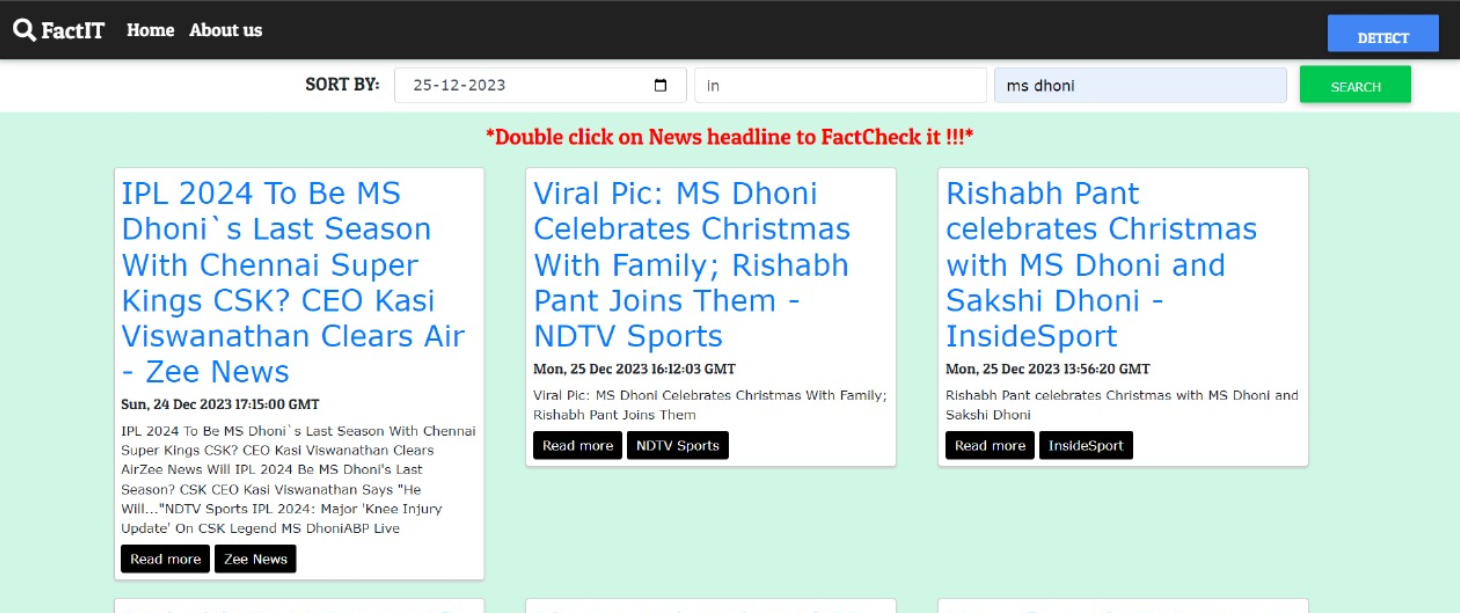 FactIT Home About us DETECT
SORT BY: 25-12-2023 in ms dhoni SEARCH
*Double click on News headline to FactCheck it !!!*
IPL 2024 To Be MS
Dhoni`s Last Season
With Chennai Super
Kings CSK? CEO Kasi
Viswanathan Clears Air
- Zee News
Sun, 24 Dec 2023 17:15:00 GMT
IPL 2024 To Be MS Dhoni`s Last Season With Chennai
Super Kings CSK? CEO Kasi Viswanathan Clears
AirZee News Will IPL 2024 Be MS Dhoni's Last
Season? CSK CEO Kasi Viswanathan Says "He
Will..."NDTV Sports IPL 2024: Major 'Knee Injury
Update' On CSK Legend MS DhoniABP Live
Read more Zee News
Viral Pic: MS Dhoni
Celebrates Christmas
With Family; Rishabh
Pant Joins Them -
NDTV Sports
Mon, 25 Dec 2023 16:12:03 GMT
Viral Pic: MS Dhoni Celebrates Christmas With Family;
Rishabh Pant Joins Them
Read more NDTV Sports
Rishabh Pant
celebrates Christmas
with MS Dhoni and
Sakshi Dhoni -
InsideSport
Mon, 25 Dec 2023 13:56:20 GMT
Rishabh Pant celebrates Christmas with MS Dhoni and
Sakshi Dhoni
Read more InsideSport